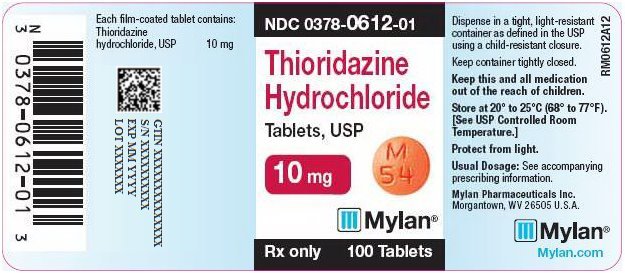 N
3 0378-0612-01 3
Each film-coated tablet contains:
Thioridazine
hydrochloride, USP 10 mg
GTIN XXXXXXXXXXXXXX
S/N XXXXXXXXXX
EXP MM YYYY
LOT XXXXXXX
NDC 0378-0612-01
Thioridazine
Hydrochloride
Tablets, USP
10 mg
M
54
Mylan®
Rx only 100 Tablets
Dispense in a tight, light-resistant
container as defined in the USP
using a child-resistant closure.
Keep container tightly closed.
Keep this and all medication
out of the reach of children.
Store at 20° to 25°C (68° to 77°F).
[See USP Controlled Room
Temperature.]
Protect from light.
Usual Dosage: See accompanying
prescribing information.
Mylan Pharmaceuticals Inc.
Morgantown, WV 26505 U.S.A.
Mylan®
Mylan.com
RM0612A12